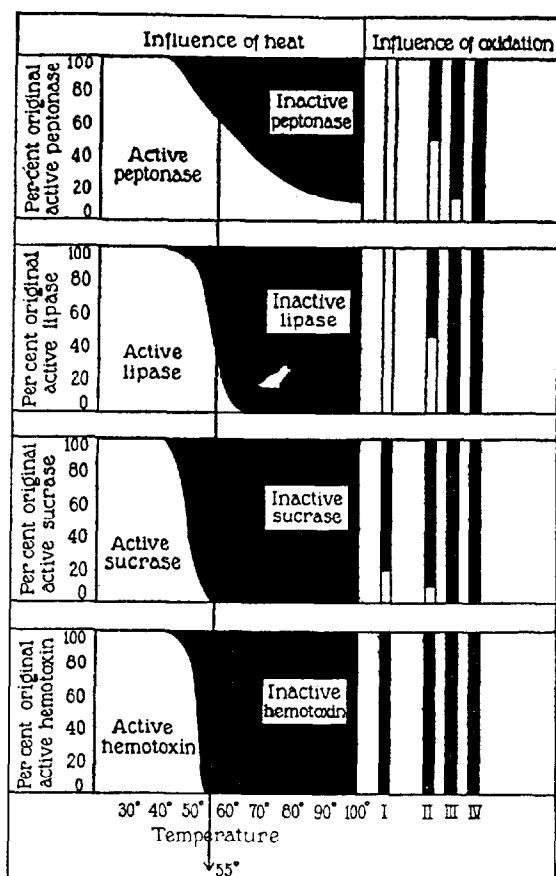 Influence of heat
Influence of oxidation
Per cent original
active peptonase
100
80
60
40
20
0
Active
peptonase
Inactive
peptonase
Per cent original
active lipase
100
80
60
40
20
0
Active
lipase
Inactive
lipase
Per cent original
active sucrase
100
80
60
40
20
0
Active
sucrase
Inactive
sucrase
Per cent original
active hemotoxin
100
80
60
40
20
0
Active
hemotoxin
Inactive
hemotoxin
30° 40° 50° 60° 70° 80° 90° 100° I II III IV
Temperature
55°